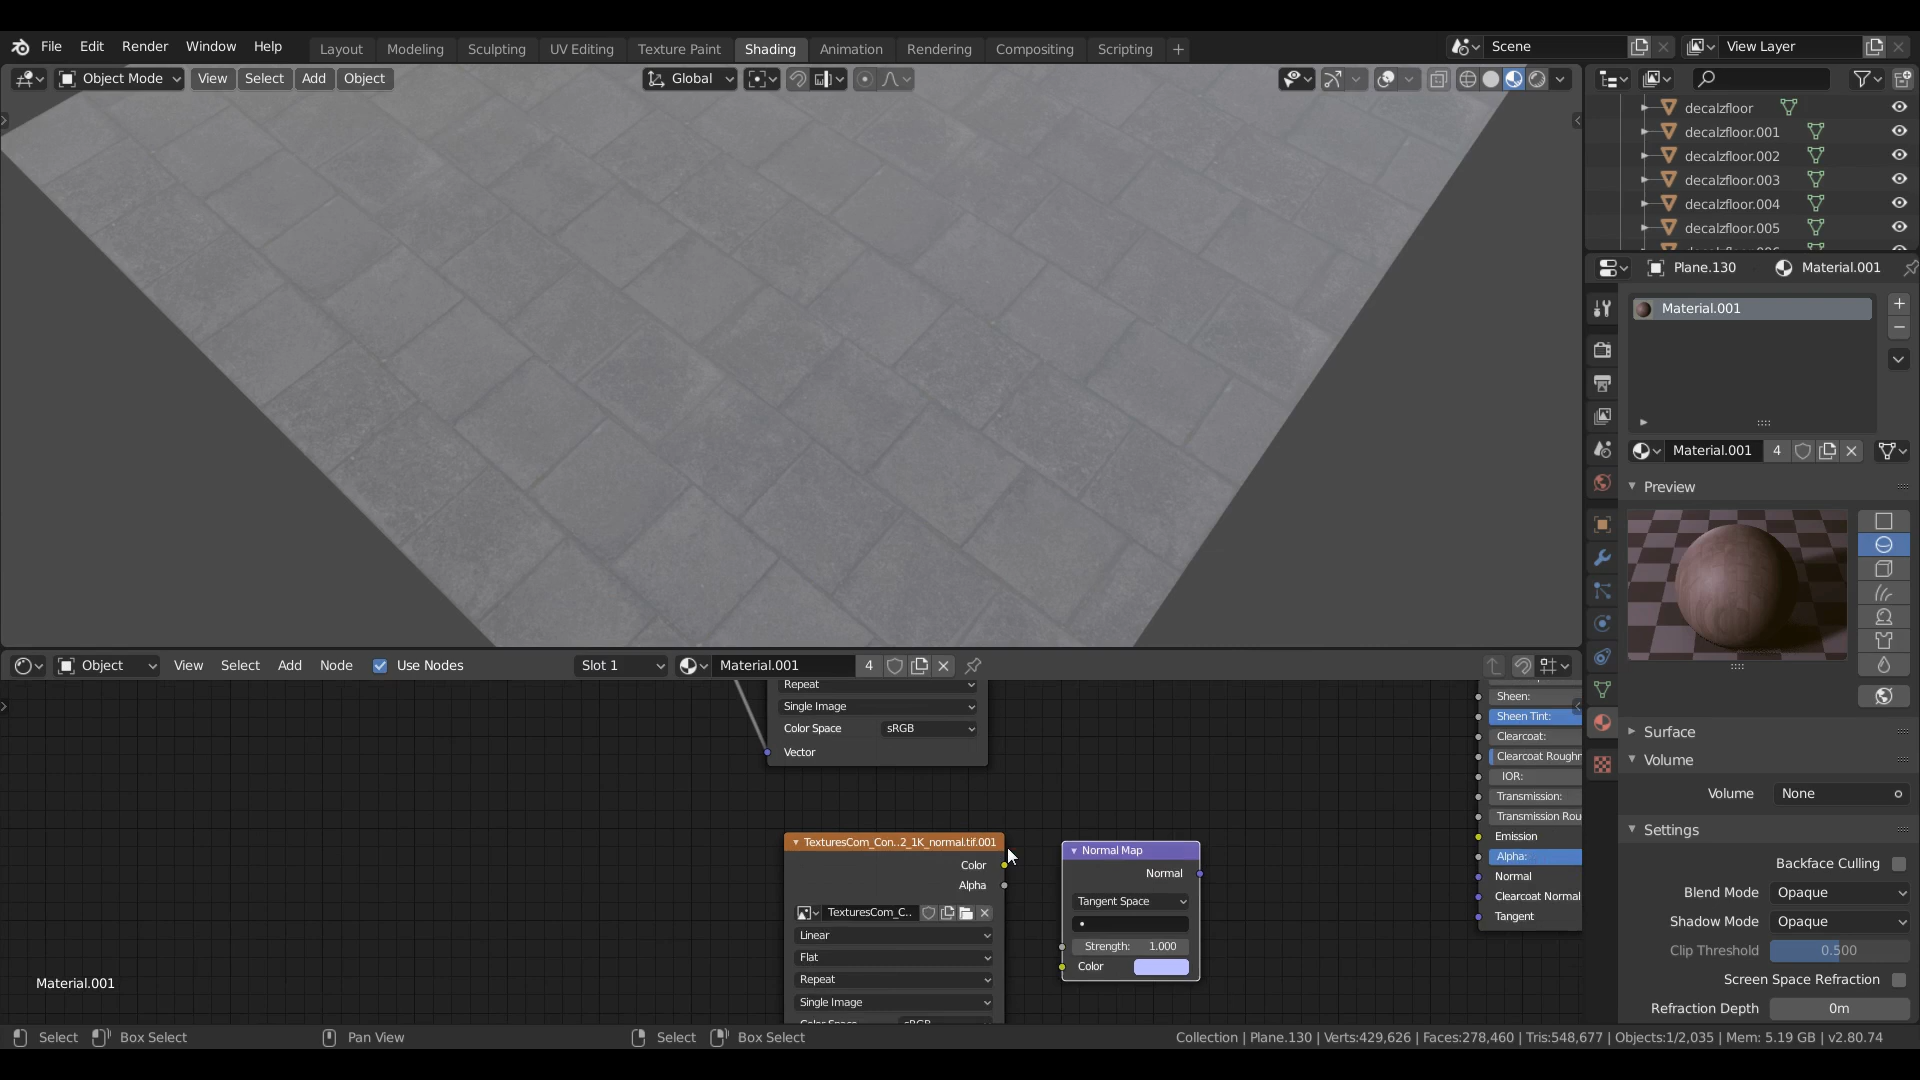 File Edit Render Window Help Layout Modeling Sculpting UV Editing Texture Paint Shading Animation Rendering Compositing Scripting + Scene View Layer
Object Mode View Select Add Object Global
decalzfloor
decalzfloor.001
decalzfloor.002
decalzfloor.003
decalzfloor.004
decalzfloor.005
Plane.130 Material.001
Material.001
Material.001 4
Preview
Surface
Volume
Volume None
Settings
Backface Culling
Blend Mode Opaque
Shadow Mode Opaque
Clip Threshold 0.500
Screen Space Refraction
Refraction Depth 0m
Object View Select Add Node Use Nodes Slot 1 Material.001 4
Repeat
Single Image
Color Space sRGB
Vector
TexturesCom_Con..2_1K_normal.tif.001
Color
Alpha
TexturesCom_C..
Linear
Flat
Repeat
Single Image
Color Space sRGB
Normal Map
Normal
Tangent Space
Strength: 1.000
Color
Sheen:
Sheen Tint:
Clearcoat:
Clearcoat Roughr
IOR:
Transmission:
Transmission Rou
Emission
Alpha:
Normal
Clearcoat Normal
Tangent
Material.001
Select Box Select Pan View Select Box Select Collection | Plane.130 | Verts:429,626 | Faces:278,460 | Tris:548,677 | Objects:1/2,035 | Mem: 5.19 GB | v2.80.74